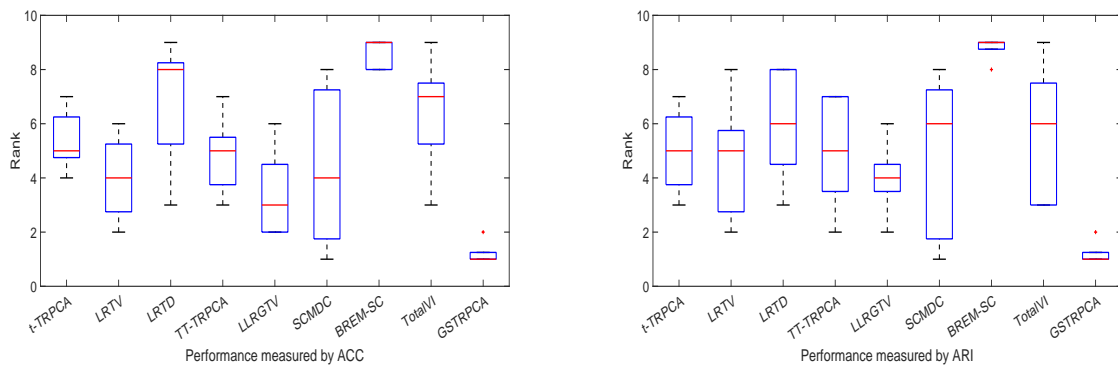 10
8
6
4
2
0
Rank
t-TRPCA
LRTV
LRTD
TT-TRPCA
LLRGTV
SCMDC
BREM-SC
TotalVI
GSTRPCA
Performance measured by ACC
10
8
6
4
2
0
Rank
t-TRPCA
LRTV
LRTD
TT-TRPCA
LLRGTV
SCMDC
BREM-SC
TotalVI
GSTRPCA
Performance measured by ARI